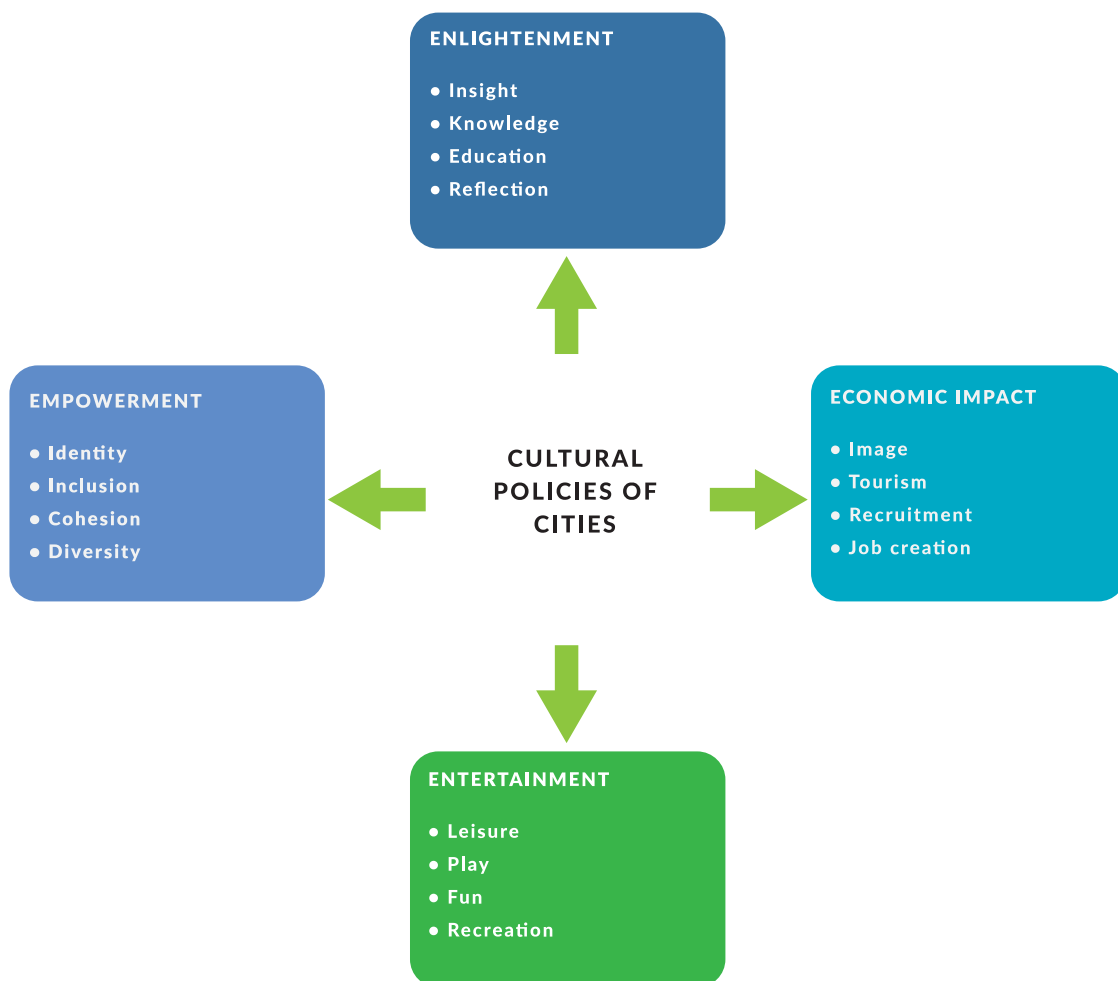 ENLIGHTENMENT
● Insight
● Knowledge
● Education
● Reflection
EMPOWERMENT
● Identity
● Inclusion
● Cohesion
● Diversity
CULTURAL
POLICIES OF
CITIES
ECONOMIC IMPACT
● Image
● Tourism
● Recruitment
● Job creation
ENTERTAINMENT
● Leisure
● Play
● Fun
● Recreation